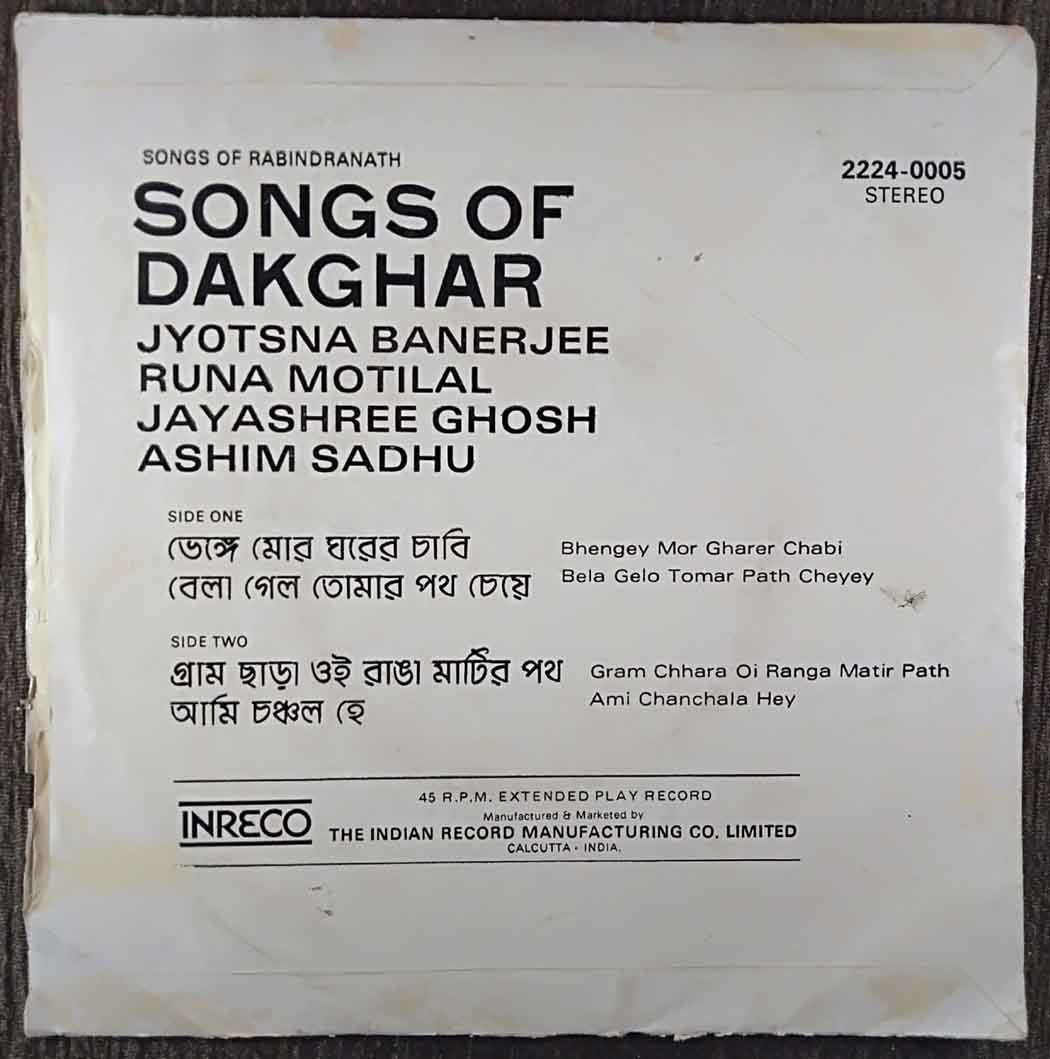 SONGS OF RABINDRANATH
SONGS OF
DAKGHAR
2224-0005
STEREO
JYOTSNA BANERJEE
RUNA MOTILAL
JAYASHREE GHOSH
ASHIM SADHU
SIDE ONE
ভেঙ্গে মোর ঘরের চাবি Bhengey Mor Gharer Chabi
বেলা গেল তোমার পথ চেয়ে Bela Gelo Tomar Path Cheyey
SIDE TWO
গ্রাম ছাড়া ওই রাঙা মাটির পথ Gram Chhara Oi Ranga Matir Path
আমি চঞ্চল হে Ami Chanchala Hey
45 R.P.M. EXTENDED PLAY RECORD
INRECO
Manufactured & Marketed by
THE INDIAN RECORD MANUFACTURING CO. LIMITED
CALCUTTA · INDIA.